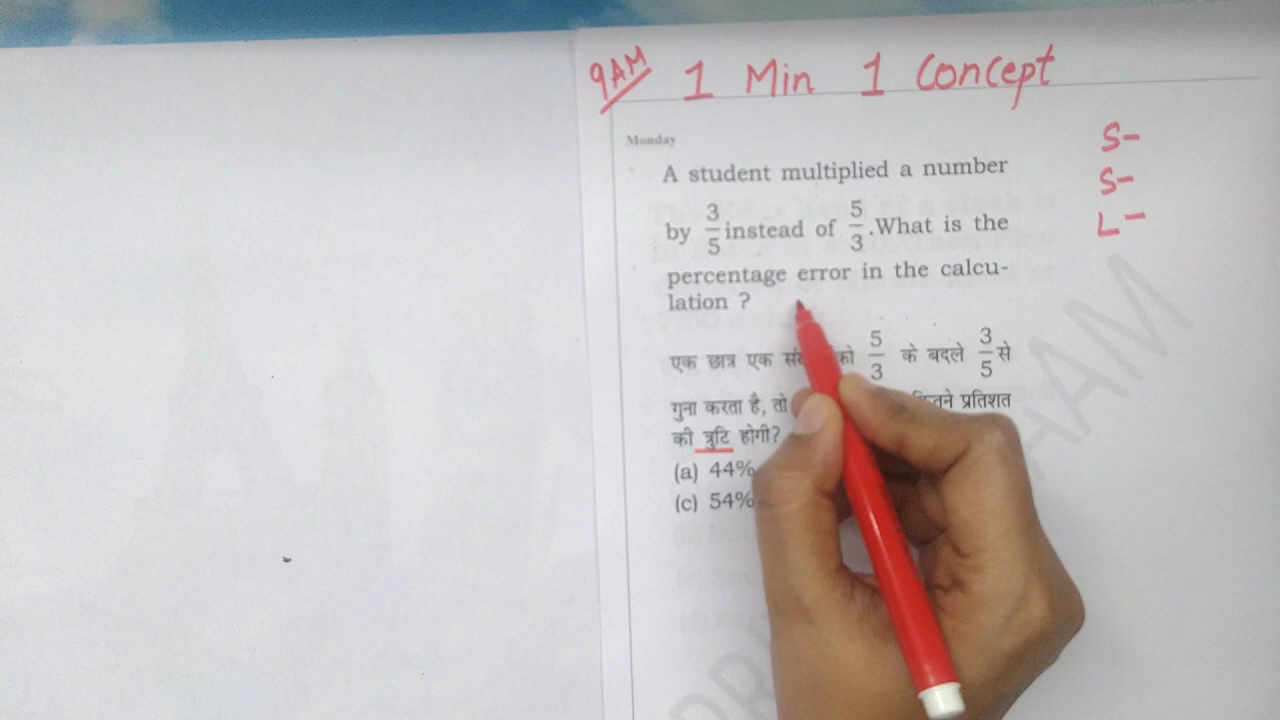 9AM 1 Min 1 Concept
Monday
S-
A student multiplied a number
S-
by 3/5 instead of 5/3. What is the
L-
percentage error in the calcu-
lation ?
एक छात्र एक को 5/3 के बदले 3/5 से
गुना करता है, तो प्रतिशत
की त्रुटि होगी?
(a) 44%
(c) 54%